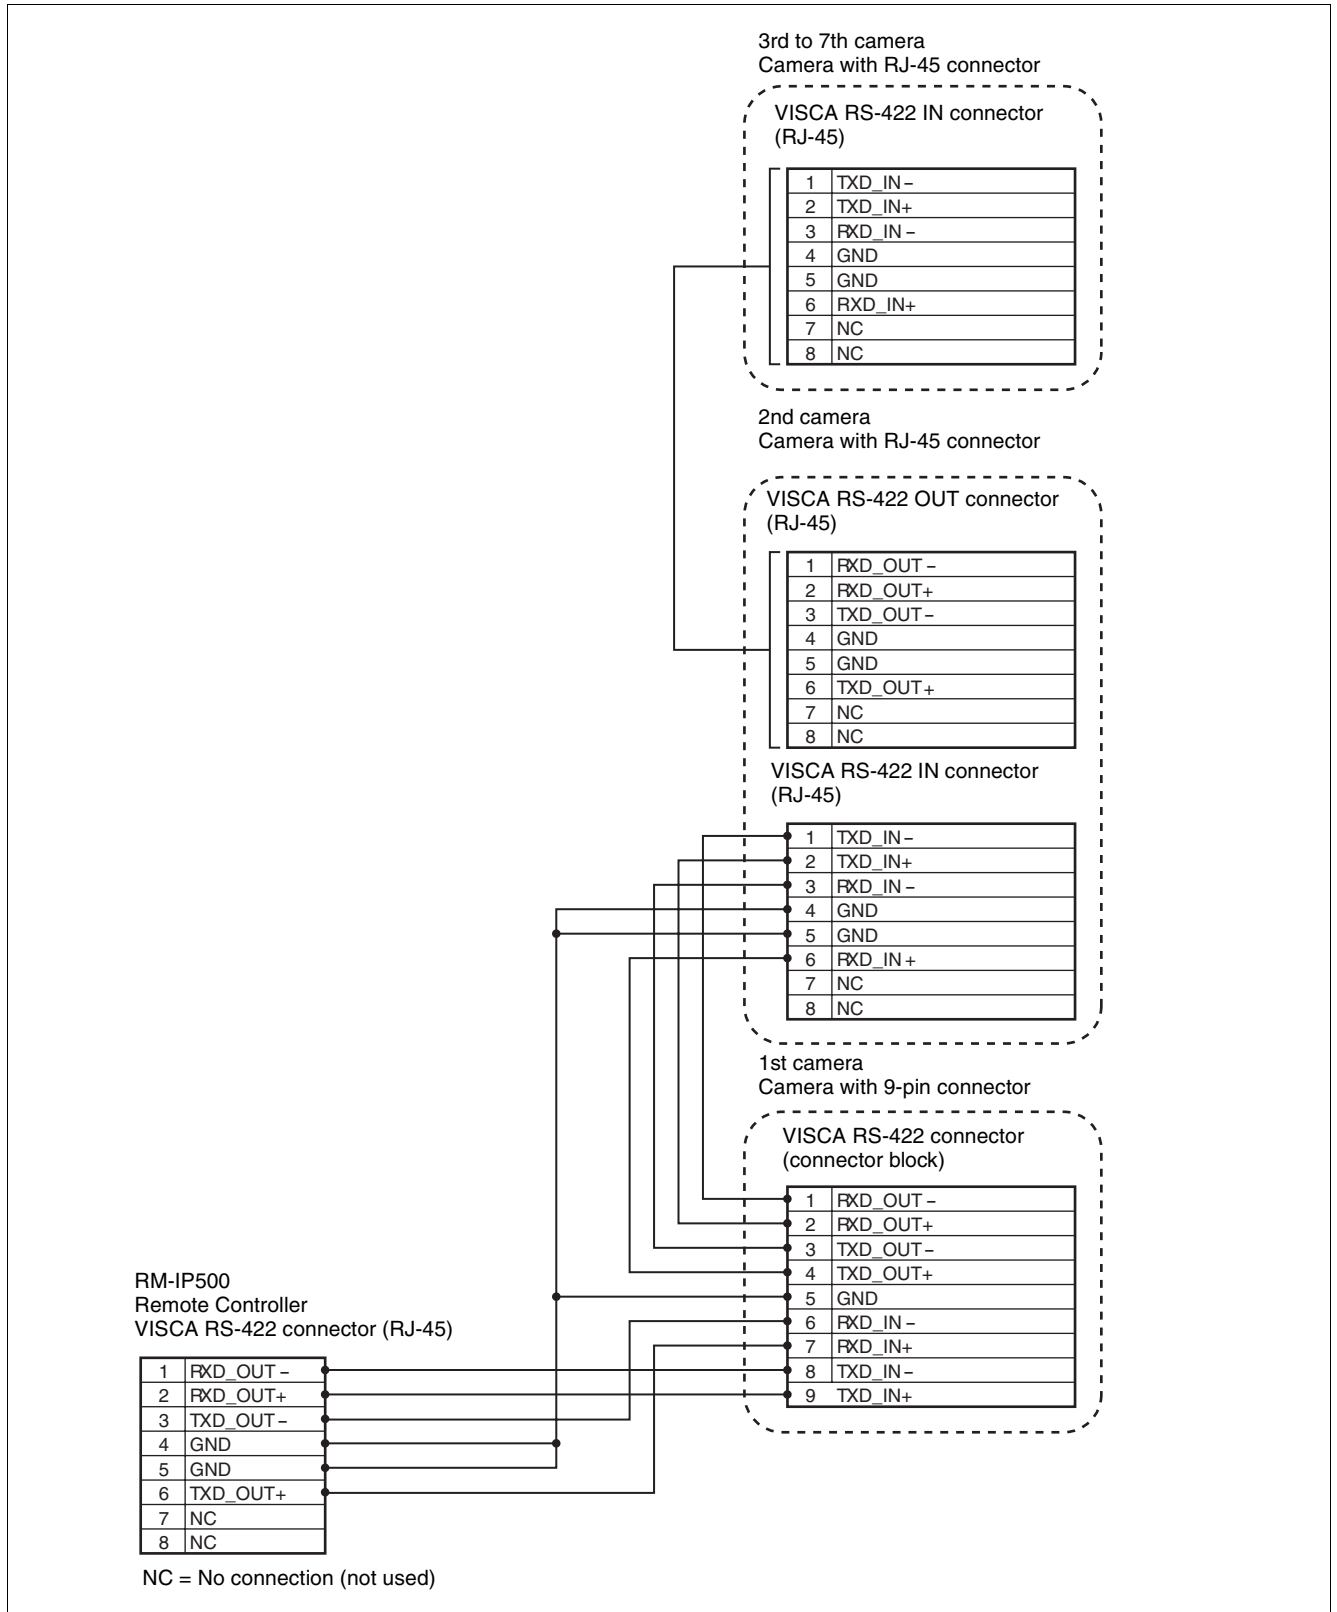 3rd to 7th camera
Camera with RJ-45 connector
VISCA RS-422 IN connector
(RJ-45)
1 TXD_IN–
2 TXD_IN+
3 RXD_IN–
4 GND
5 GND
6 RXD_IN+
7 NC
8 NC
2nd camera
Camera with RJ-45 connector
VISCA RS-422 OUT connector
(RJ-45)
1 RXD_OUT–
2 RXD_OUT+
3 TXD_OUT–
4 GND
5 GND
6 TXD_OUT+
7 NC
8 NC
VISCA RS-422 IN connector
(RJ-45)
1 TXD_IN–
2 TXD_IN+
3 RXD_IN–
4 GND
5 GND
6 RXD_IN+
7 NC
8 NC
1st camera
Camera with 9-pin connector
VISCA RS-422 connector
(connector block)
1 RXD_OUT–
2 RXD_OUT+
3 TXD_OUT–
4 TXD_OUT+
5 GND
6 RXD_IN–
7 RXD_IN+
8 TXD_IN–
9 TXD_IN+
RM-IP500
Remote Controller
VISCA RS-422 connector (RJ-45)
1 RXD_OUT–
2 RXD_OUT+
3 TXD_OUT–
4 GND
5 GND
6 TXD_OUT+
7 NC
8 NC
NC = No connection (not used)